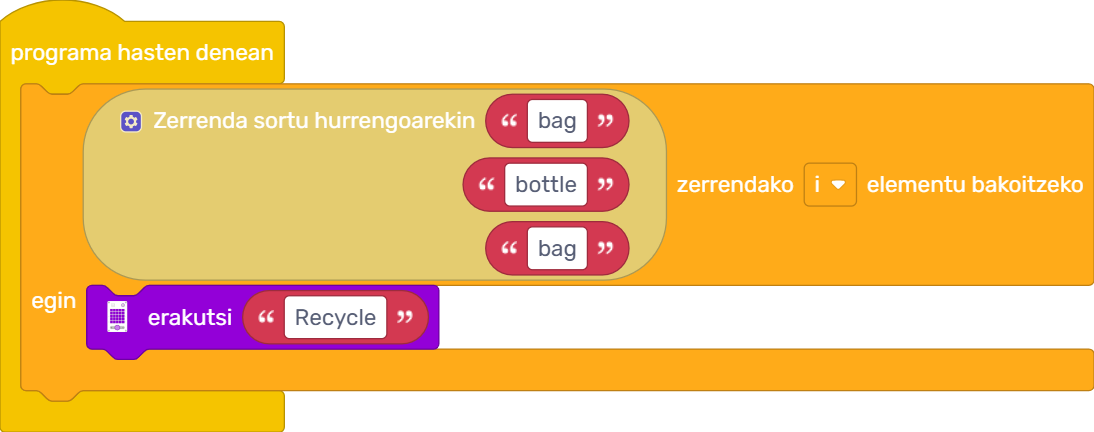 programa hasten denean
Zerrenda sortu hurrengoarekin “ bag ”
“ bottle ” zerrendako i elementu bakoitzeko
“ bag ”
egin erakutsi “ Recycle ”